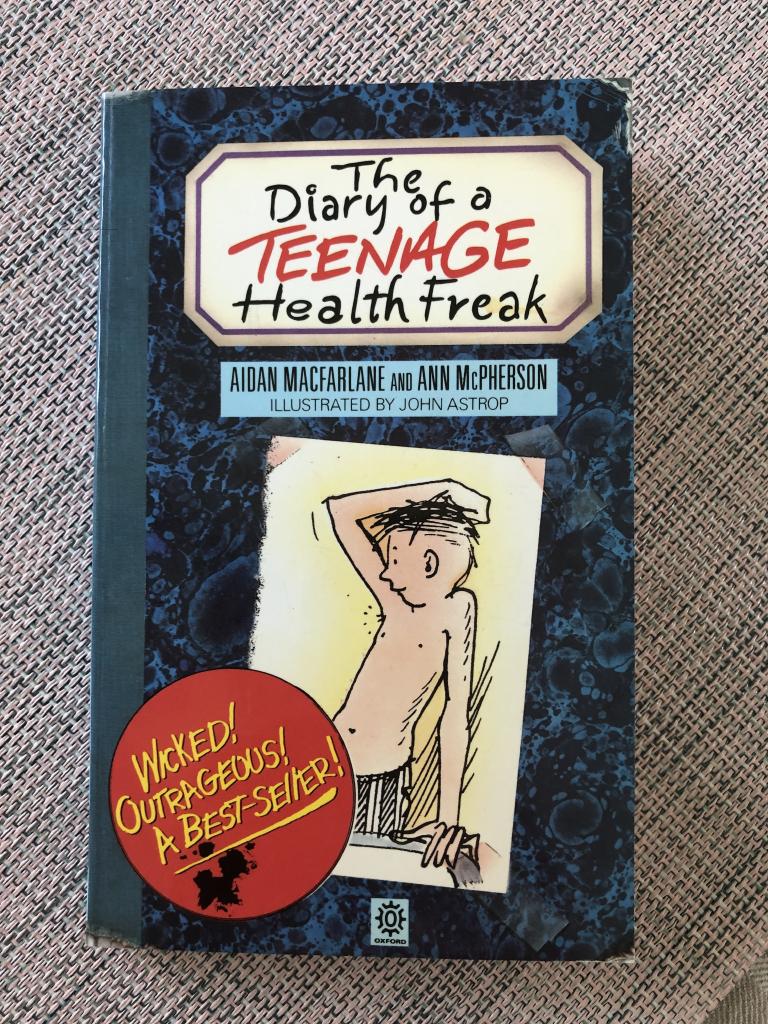 The
Diary of a
TEENAGE
Health Freak
AIDAN MACFARLANE AND ANN McPHERSON
ILLUSTRATED BY JOHN ASTROP
WICKED!
OUTRAGEOUS!
A BEST-SELLER!
OXFORD